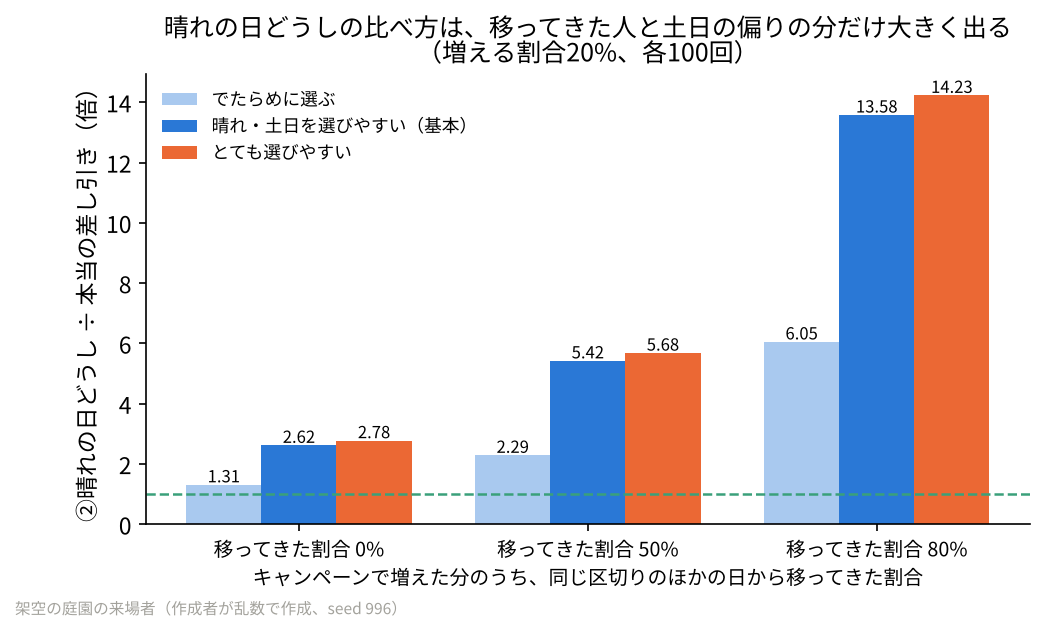 晴れの日どうしの比べ方は、移ってきた人と土日の偏りの分だけ大きく出る
（増える割合20%、各100回）
②晴れの日どうし ÷ 本当の差し引き（倍）
14
12
10
8
6
4
2
0
でたらめに選ぶ
晴れ・土日を選びやすい（基本）
とても選びやすい
1.31
2.62
2.78
2.29
5.42
5.68
6.05
13.58
14.23
移ってきた割合 0%
移ってきた割合 50%
移ってきた割合 80%
キャンペーンで増えた分のうち、同じ区切りのほかの日から移ってきた割合
架空の庭園の来場者（作成者が乱数で作成、seed 996）